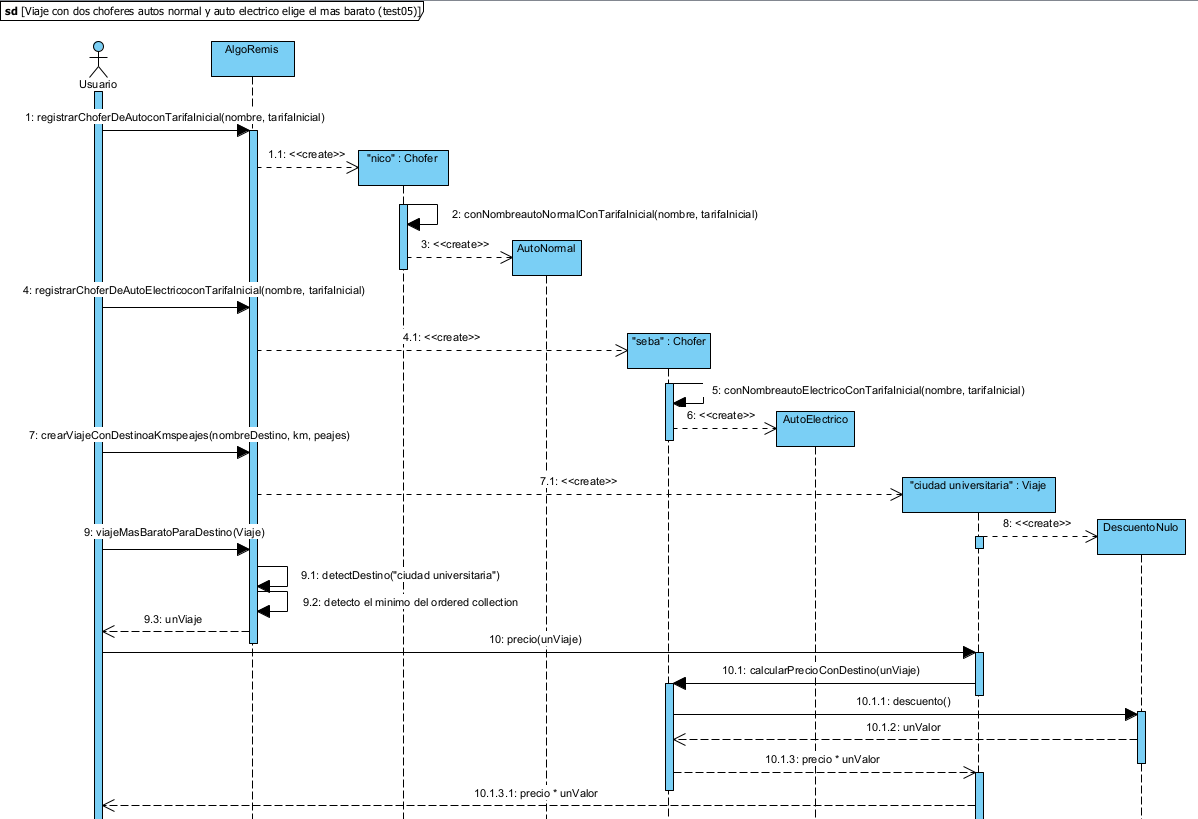 sd [Viaje con dos choferes autos normal y auto electrico elige el mas barato (test05)]
AlgoRemis
Usuario
1: registrarChoferDeAutoconTarifaInicial(nombre, tarifaInicial)
1.1: <<create>>
"nico" : Chofer
2: conNombreautoNormalConTarifaInicial(nombre, tarifaInicial)
3: <<create>>
AutoNormal
4: registrarChoferDeAutoElectricoconTarifaInicial(nombre, tarifaInicial)
4.1: <<create>>
"seba" : Chofer
5: conNombreautoElectricoConTarifaInicial(nombre, tarifaInicial)
6: <<create>>
AutoElectrico
7: crearViajeConDestinoaKmspeajes(nombreDestino, km, peajes)
7.1: <<create>>
"ciudad universitaria" : Viaje
8: <<create>>
DescuentoNulo
9: viajeMasBaratoParaDestino(Viaje)
9.1: detectDestino("ciudad universitaria")
9.2: detecto el minimo del ordered collection
9.3: unViaje
10: precio(unViaje)
10.1: calcularPrecioConDestino(unViaje)
10.1.1: descuento()
10.1.2: unValor
10.1.3: precio * unValor
10.1.3.1: precio * unValor